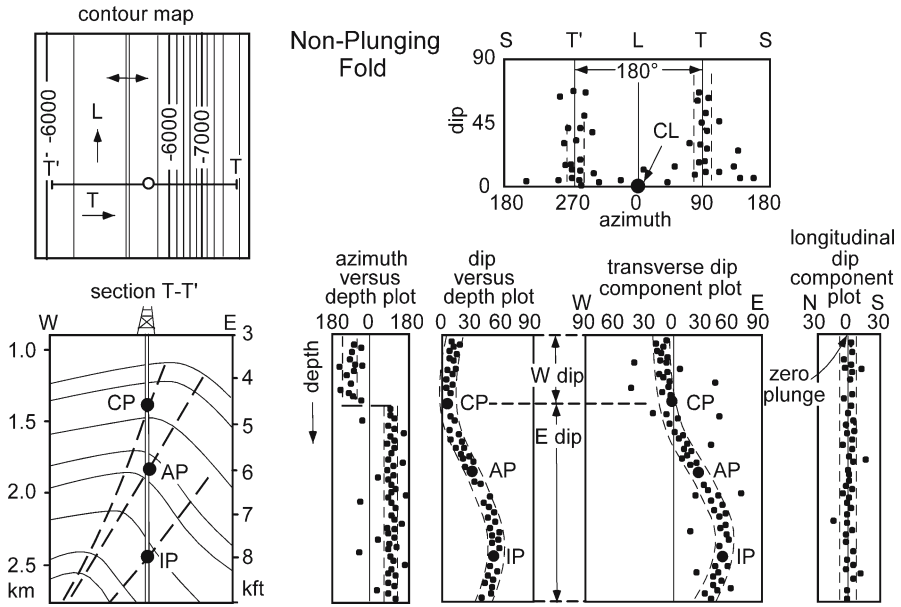 contour map
Non-Plunging
Fold
-6000
L
-6000
-7000
T'
T
T
S T' L T S
90
45
0
dip
180°
CL
180 270 0 90 180
azimuth
section T-T'
W E
1.0
1.5
2.0
2.5
km
3
4
5
6
7
8
kft
CP
AP
IP
azimuth
versus
depth plot
180 0 180
depth
dip
versus
depth plot
0 30 60 90
CP
AP
IP
W dip
E dip
transverse dip
component plot
W E
90 60 30 0 30 60 90
CP
AP
IP
longitudinal
dip
component
plot
N S
30 0 30
zero
plunge